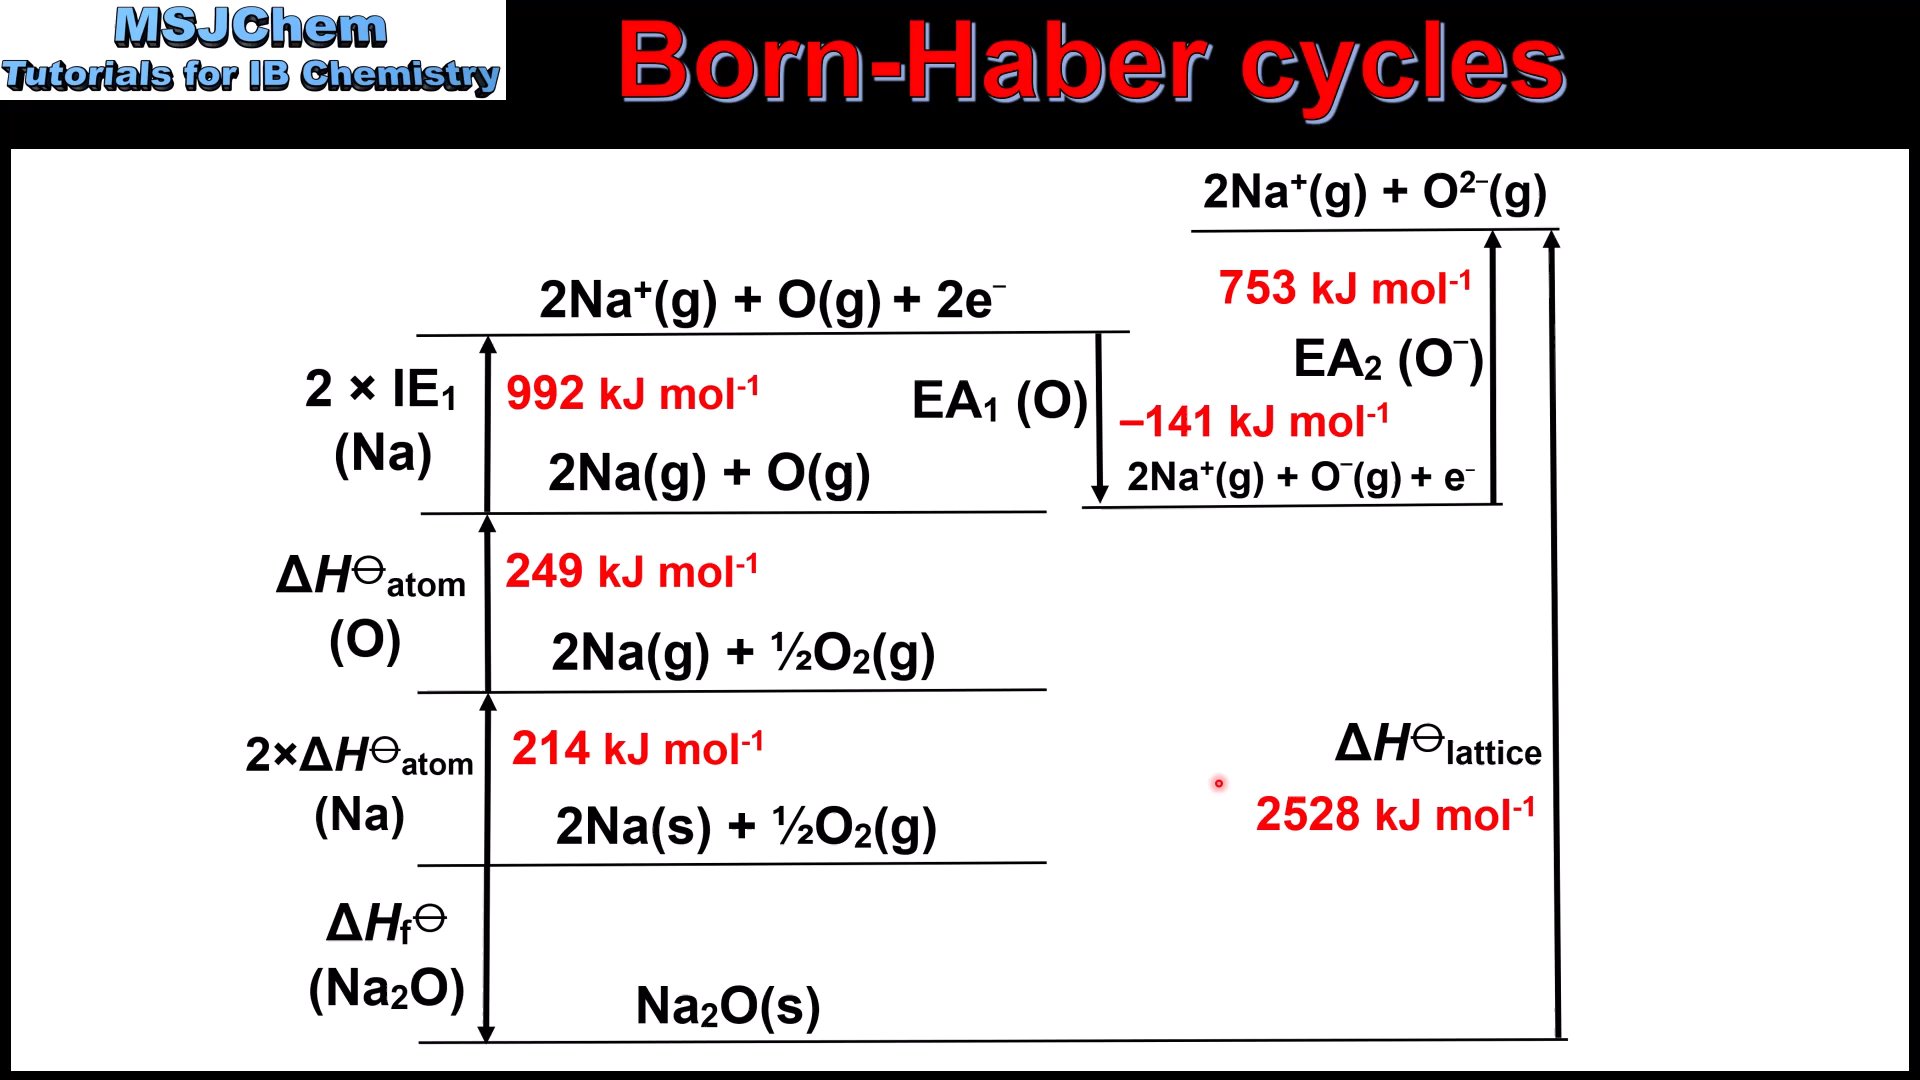 MSJChem
Tutorials for IB Chemistry
Born-Haber cycles
2Na⁺(g) + O²⁻(g)
753 kJ mol⁻¹
EA₂ (O⁻)
2Na⁺(g) + O(g) + 2e⁻
2 × IE₁
(Na)
992 kJ mol⁻¹
EA₁ (O)
–141 kJ mol⁻¹
2Na(g) + O(g)
2Na⁺(g) + O⁻(g) + e⁻
ΔH⊖atom
(O)
249 kJ mol⁻¹
2Na(g) + ½O₂(g)
2×ΔH⊖atom
(Na)
214 kJ mol⁻¹
2Na(s) + ½O₂(g)
ΔH⊖lattice
2528 kJ mol⁻¹
ΔHf⊖
(Na₂O)
Na₂O(s)